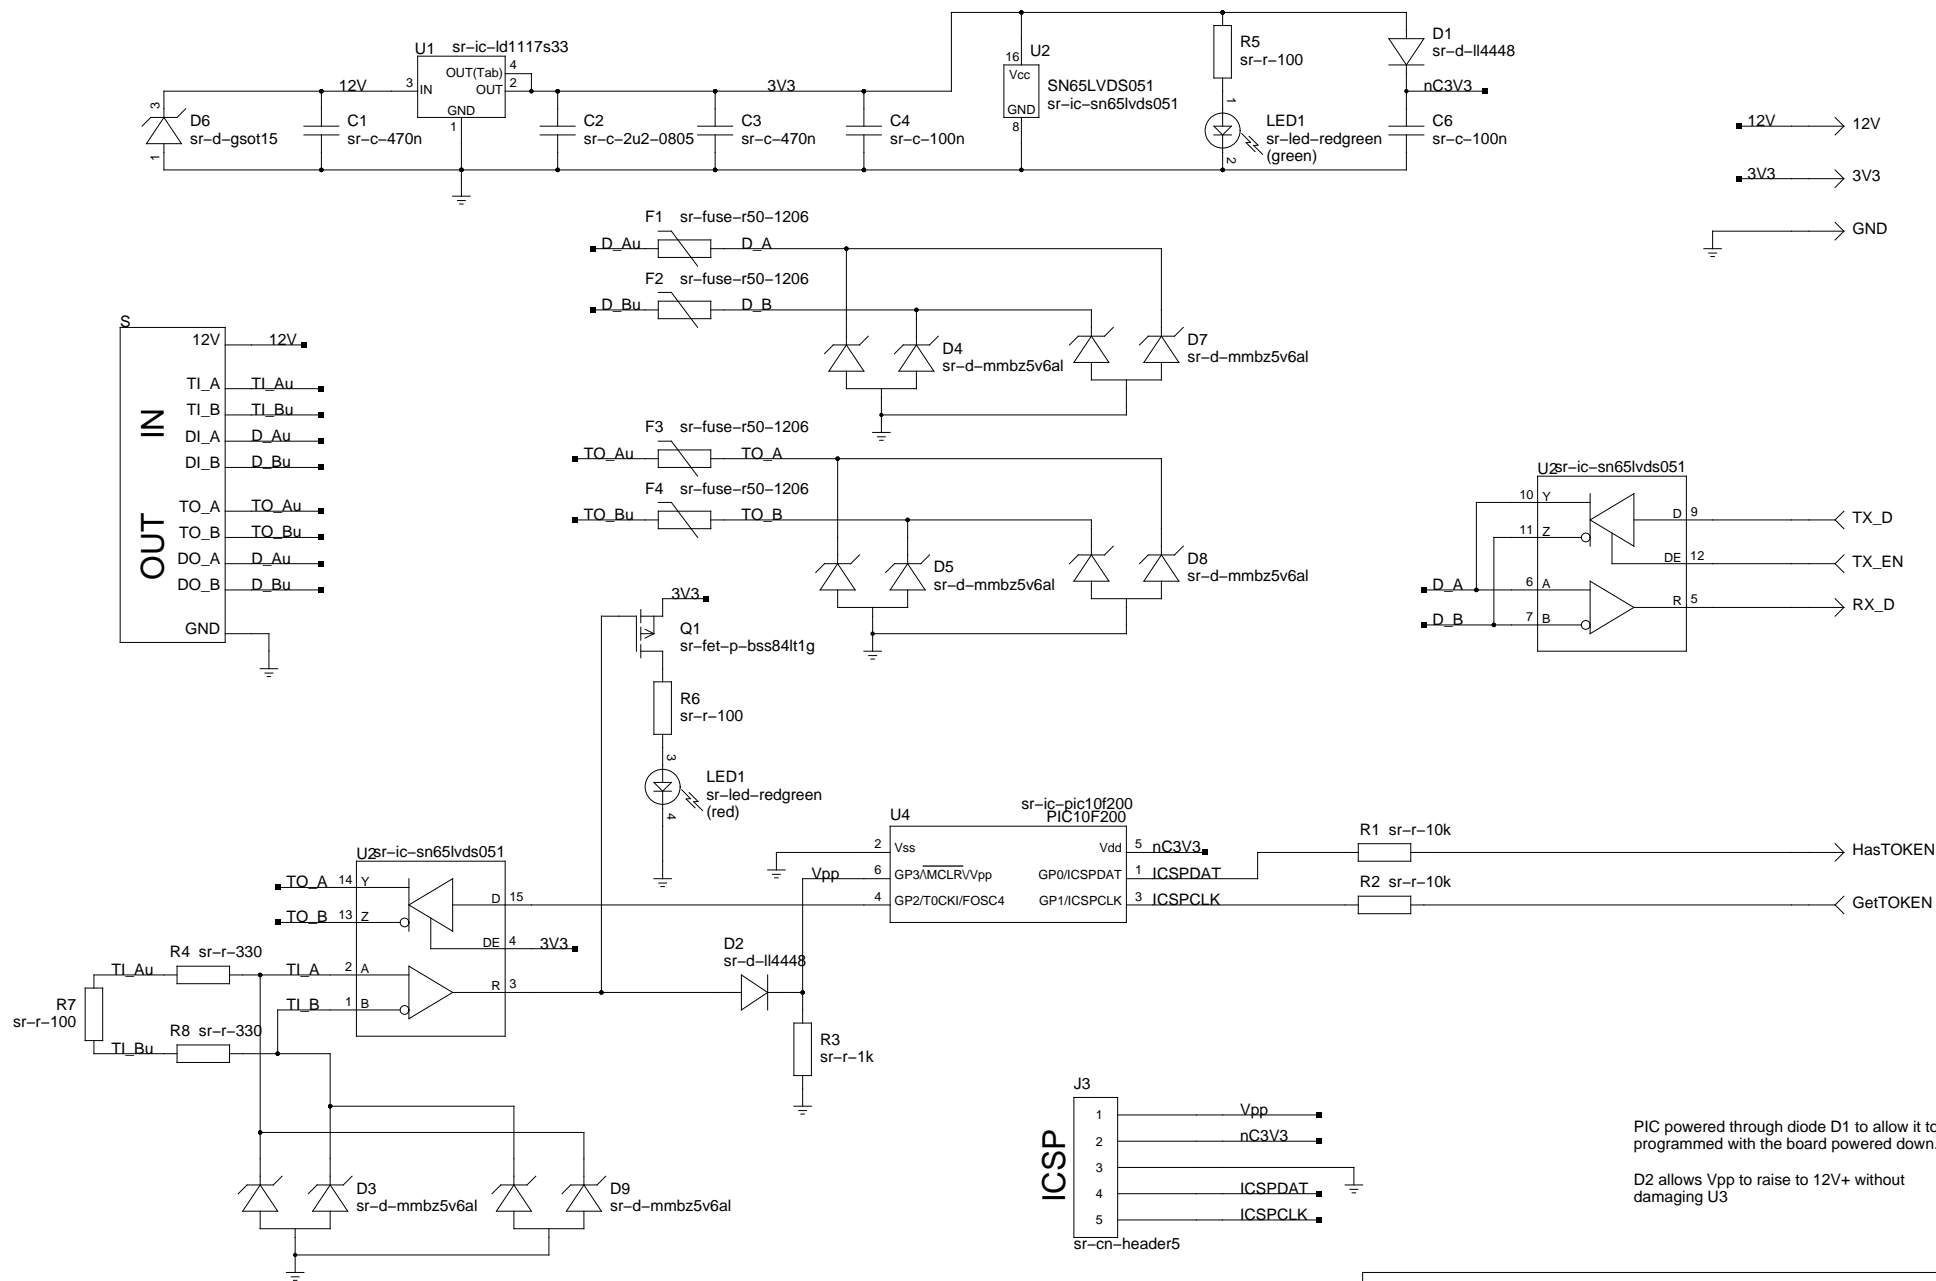 U1 sr-ic-ld1117s33
OUT(Tab) 4
3 IN OUT 2
GND
1
12V
3
D6
sr-d-gsot15
1
C1
sr-c-470n
C2
sr-c-2u2-0805
3V3
C3
sr-c-470n
C4
sr-c-100n
16
U2
Vcc
SN65LVDS051
sr-ic-sn65lvds051
GND
8
R5
sr-r-100
1
LED1
sr-led-redgreen
(green)
2
D1
sr-d-ll4448
nC3V3
C6
sr-c-100n
12V 12V
3V3 3V3
GND
F1 sr-fuse-r50-1206
D_Au D_A
F2 sr-fuse-r50-1206
D_Bu D_B
D4
sr-d-mmbz5v6al
D7
sr-d-mmbz5v6al
S
IN
OUT
12V 12V
TI_A TI_Au
TI_B TI_Bu
DI_A D_Au
DI_B D_Bu
TO_A TO_Au
TO_B TO_Bu
DO_A D_Au
DO_B D_Bu
GND
F3 sr-fuse-r50-1206
TO_Au TO_A
F4 sr-fuse-r50-1206
TO_Bu TO_B
D5
sr-d-mmbz5v6al
D8
sr-d-mmbz5v6al
U2 sr-ic-sn65lvds051
10 Y
D 9 TX_D
11 Z
DE 12 TX_EN
D_A 6 A
R 5 RX_D
D_B 7 B
3V3
Q1
sr-fet-p-bss84lt1g
R6
sr-r-100
3
LED1
sr-led-redgreen
(red)
4
U4
sr-ic-pic10f200
PIC10F200
2 Vss Vdd 5 nC3V3
Vpp 6 GP3/\MCLR\/Vpp GP0/ICSPDAT 1 ICSPDAT
4 GP2/T0CKI/FOSC4 GP1/ICSPCLK 3 ICSPCLK
R1 sr-r-10k
HasTOKEN
R2 sr-r-10k
GetTOKEN
U2 sr-ic-sn65lvds051
TO_A 14 Y
D 15
TO_B 13 Z
DE 4 3V3
TI_A 2 A
R 3
TI_B 1 B
R4 sr-r-330
TI_Au
R7
sr-r-100
R8 sr-r-330
TI_Bu
D2
sr-d-ll4448
R3
sr-r-1k
D3
sr-d-mmbz5v6al
D9
sr-d-mmbz5v6al
J3
ICSP
1 Vpp
2 nC3V3
3
4 ICSPDAT
5 ICSPCLK
sr-cn-header5
PIC powered through diode D1 to allow it to
programmed with the board powered down.
D2 allows Vpp to raise to 12V+ without
damaging U3